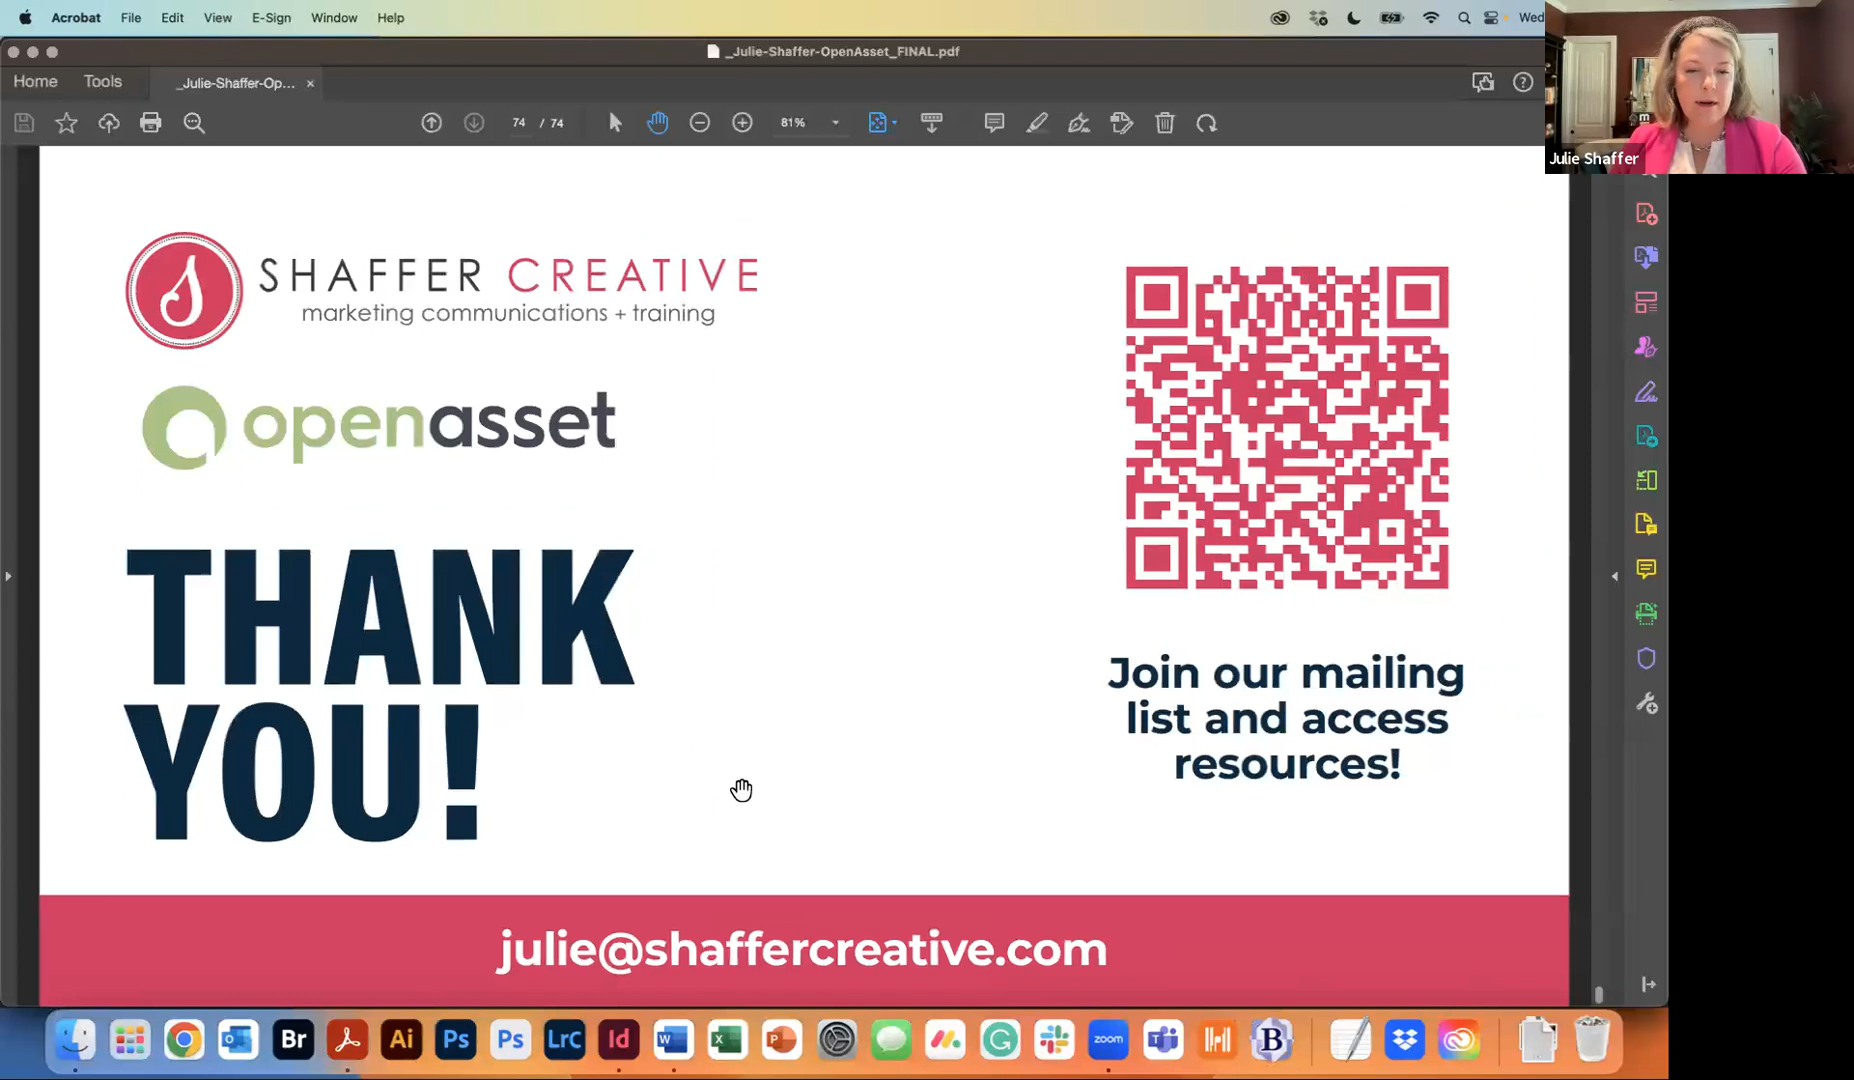 Acrobat File Edit View E-Sign Window Help Wed
_Julie-Shaffer-OpenAsset_FINAL.pdf
Home Tools _Julie-Shaffer-Op... ×
74 / 74 81%
Julie Shaffer
SHAFFER CREATIVE
marketing communications + training
openasset
THANK
YOU!
Join our mailing
list and access
resources!
julie@shaffercreative.com
Br Ai Ps Ps LrC Id W X P zoom T B